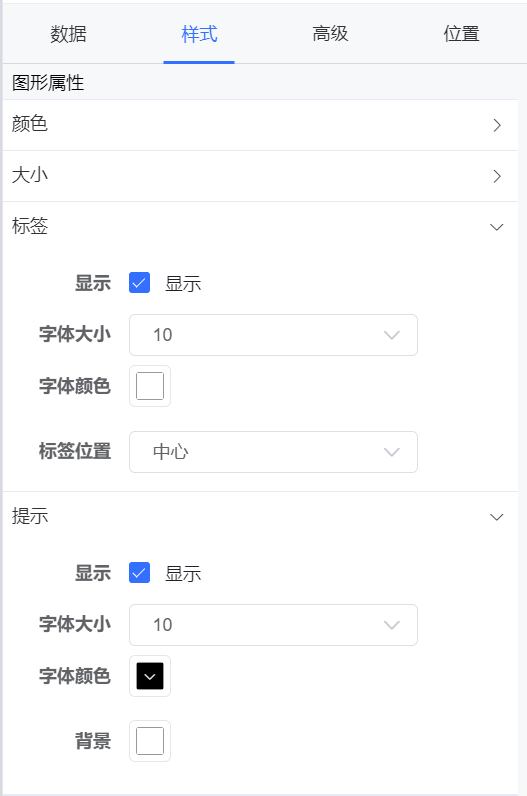 数据 样式 高级 位置
图形属性
颜色
大小
标签
显示 显示
字体大小 10
字体颜色
标签位置 中心
提示
显示 显示
字体大小 10
字体颜色
背景